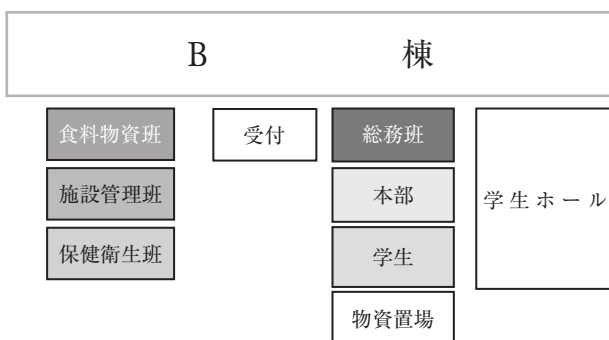 B 棟
食料物資班
受付
総務班
施設管理班
本部
学生ホール
保健衛生班
学生
物資置場